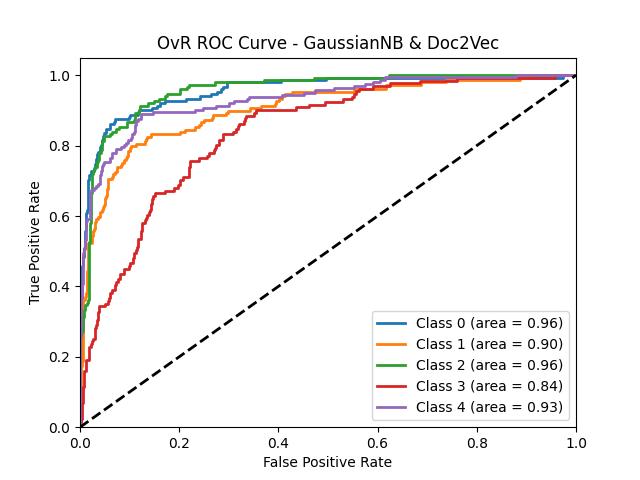 OvR ROC Curve - GaussianNB & Doc2Vec
True Positive Rate
1.0
0.8
0.6
0.4
0.2
0.0
Class 0 (area = 0.96)
Class 1 (area = 0.90)
Class 2 (area = 0.96)
Class 3 (area = 0.84)
Class 4 (area = 0.93)
0.0 0.2 0.4 0.6 0.8 1.0
False Positive Rate